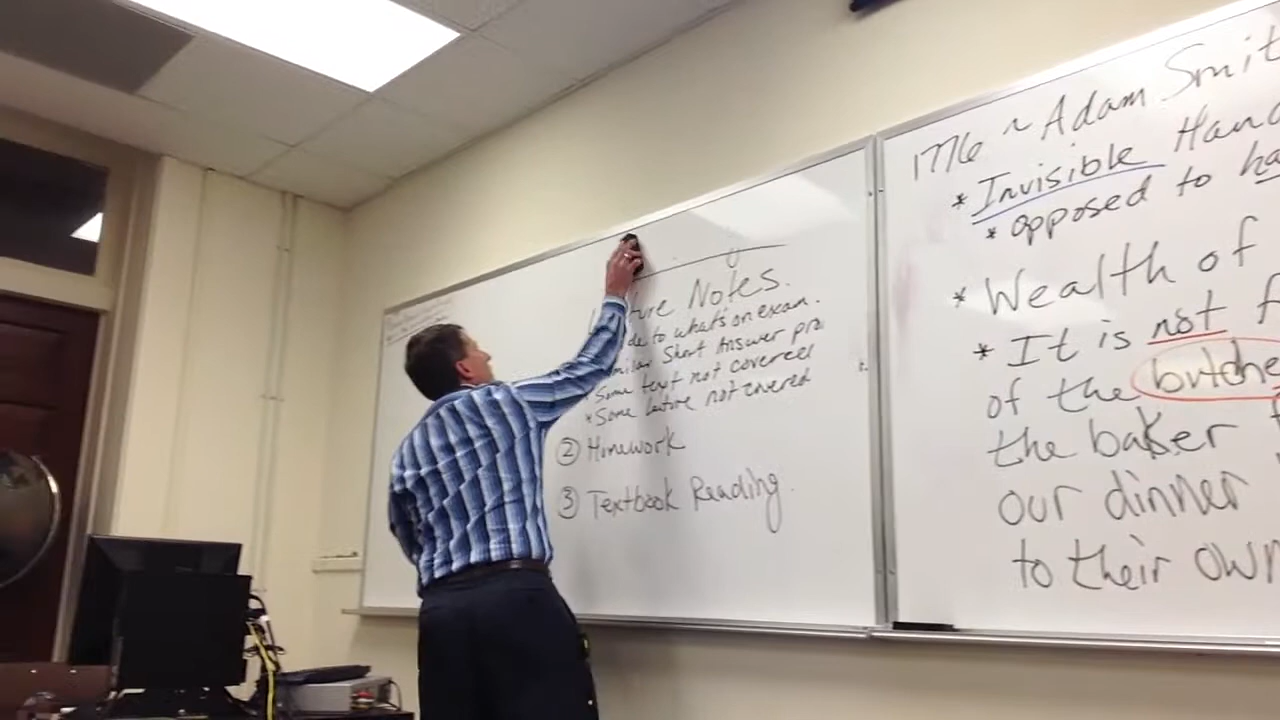 Notes.
to what's on exam.
Short Answer
*Some text not covered
*Some lecture not covered
② Homework
③ Textbook Reading.
1776 ~ Adam Smit
* Invisible Hand
* opposed to ha
* Wealth of
* It is not f
of the butche
the baker
our dinner
to their own